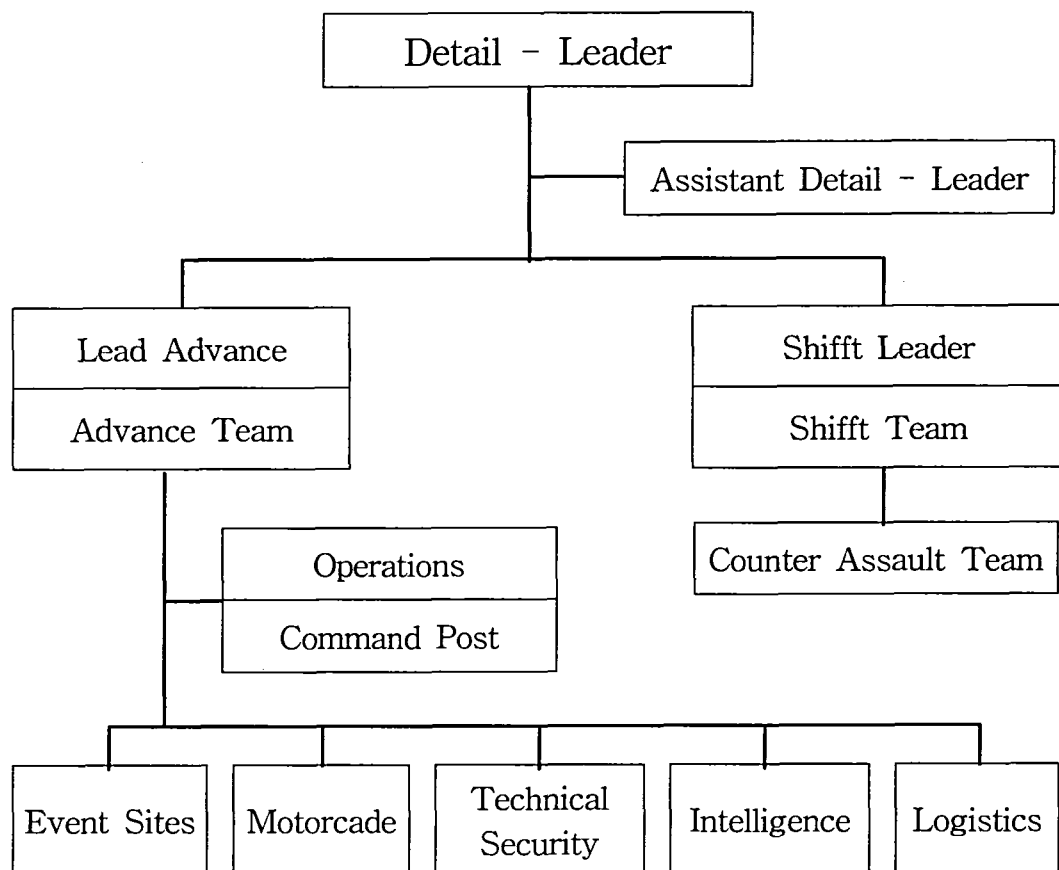 Detail - Leader
Assistant Detail - Leader
Lead Advance
Advance Team
Shifft Leader
Shifft Team
Operations
Command Post
Counter Assault Team
Event Sites
Motorcade
Technical
Security
Intelligence
Logistics